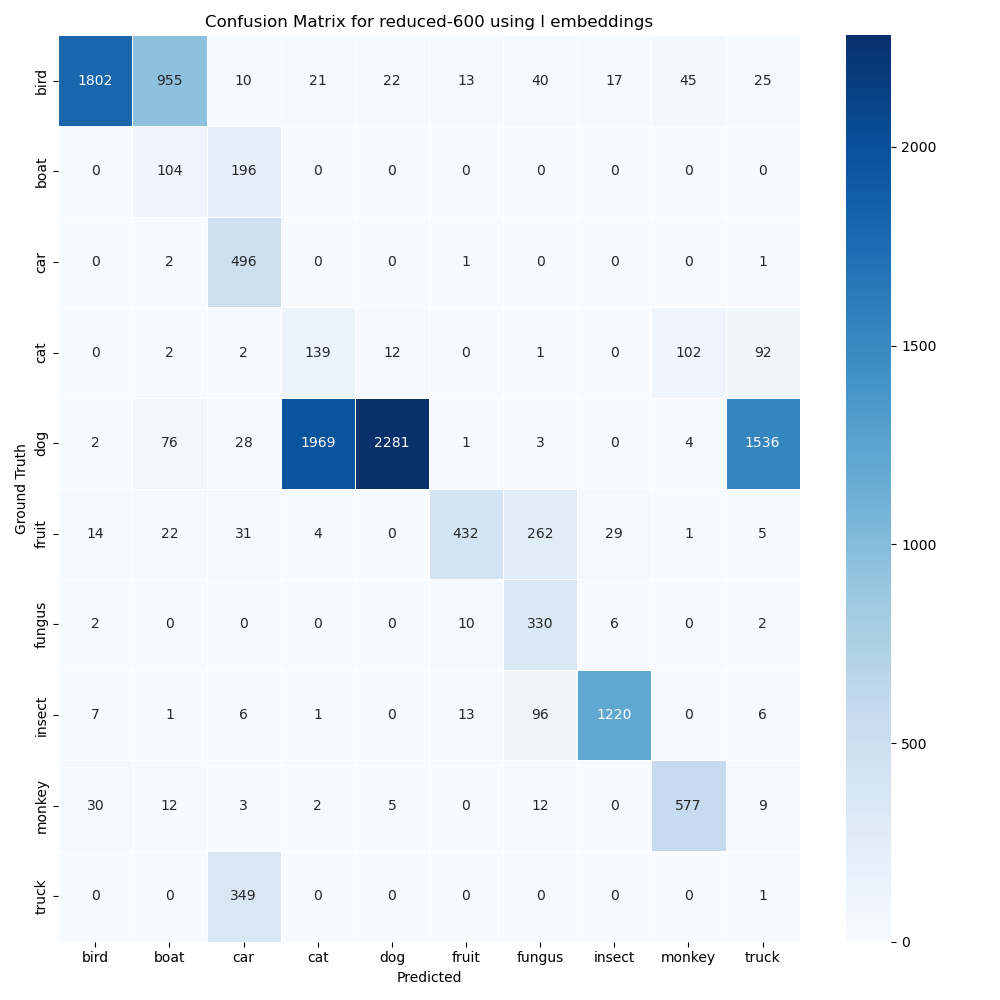 Confusion Matrix for reduced-600 using l embeddings
bird 1802 955 10 21 22 13 40 17 45 25
boat 0 104 196 0 0 0 0 0 0 0
car 0 2 496 0 0 1 0 0 0 1
cat 0 2 2 139 12 0 1 0 102 92
dog 2 76 28 1969 2281 1 3 0 4 1536
fruit 14 22 31 4 0 432 262 29 1 5
fungus 2 0 0 0 0 10 330 6 0 2
insect 7 1 6 1 0 13 96 1220 0 6
monkey 30 12 3 2 5 0 12 0 577 9
truck 0 0 349 0 0 0 0 0 0 1
bird boat car cat dog fruit fungus insect monkey truck
Predicted
Ground Truth
2000
1500
1000
500
0